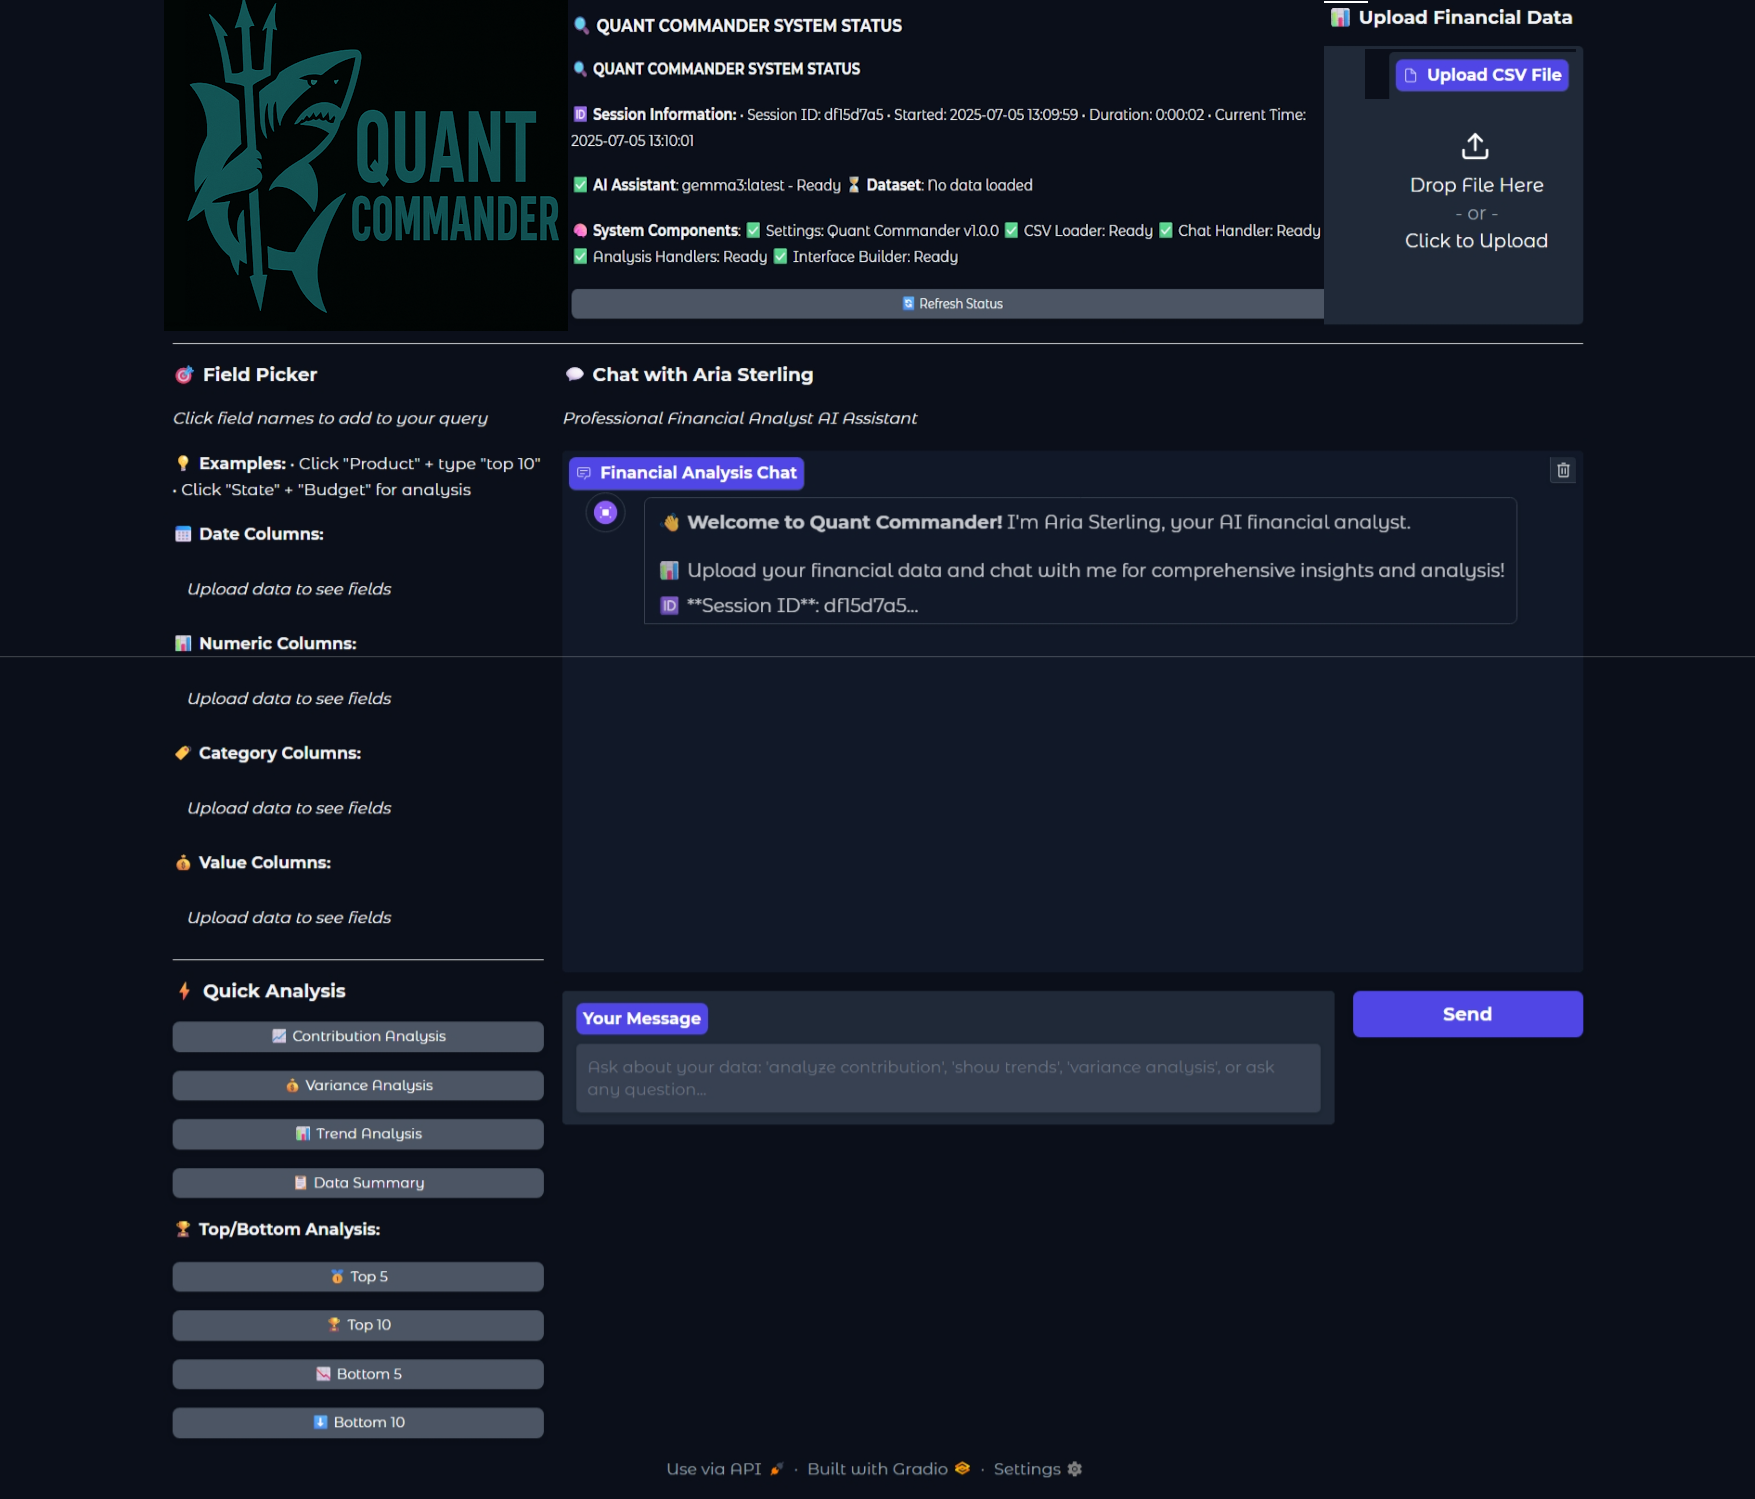 QUANT
COMMANDER
🔍 QUANT COMMANDER SYSTEM STATUS
🔍 QUANT COMMANDER SYSTEM STATUS
🆔 Session Information: • Session ID: df15d7a5 • Started: 2025-07-05 13:09:59 • Duration: 0:00:02 • Current Time:
2025-07-05 13:10:01
✅ AI Assistant: gemma3:latest - Ready ⏳ Dataset: No data loaded
🧠 System Components: ✅ Settings: Quant Commander v1.0.0 ✅ CSV Loader: Ready ✅ Chat Handler: Ready
✅ Analysis Handlers: Ready ✅ Interface Builder: Ready
🔄 Refresh Status
📊 Upload Financial Data
Upload CSV File
Drop File Here
- or -
Click to Upload
🎯 Field Picker
Click field names to add to your query
💡 Examples: • Click "Product" + type "top 10"
• Click "State" + "Budget" for analysis
📅 Date Columns:
Upload data to see fields
📊 Numeric Columns:
Upload data to see fields
🏷️ Category Columns:
Upload data to see fields
💰 Value Columns:
Upload data to see fields
⚡ Quick Analysis
📈 Contribution Analysis
💰 Variance Analysis
📊 Trend Analysis
📋 Data Summary
🏆 Top/Bottom Analysis:
🥇 Top 5
🏆 Top 10
📉 Bottom 5
⬇️ Bottom 10
💬 Chat with Aria Sterling
Professional Financial Analyst AI Assistant
Financial Analysis Chat
👋 Welcome to Quant Commander! I'm Aria Sterling, your AI financial analyst.
📊 Upload your financial data and chat with me for comprehensive insights and analysis!
🆔 **Session ID**: df15d7a5...
Your Message
Ask about your data: 'analyze contribution', 'show trends', 'variance analysis', or ask
any question...
Send
Use via API 🚀 · Built with Gradio · Settings ⚙️